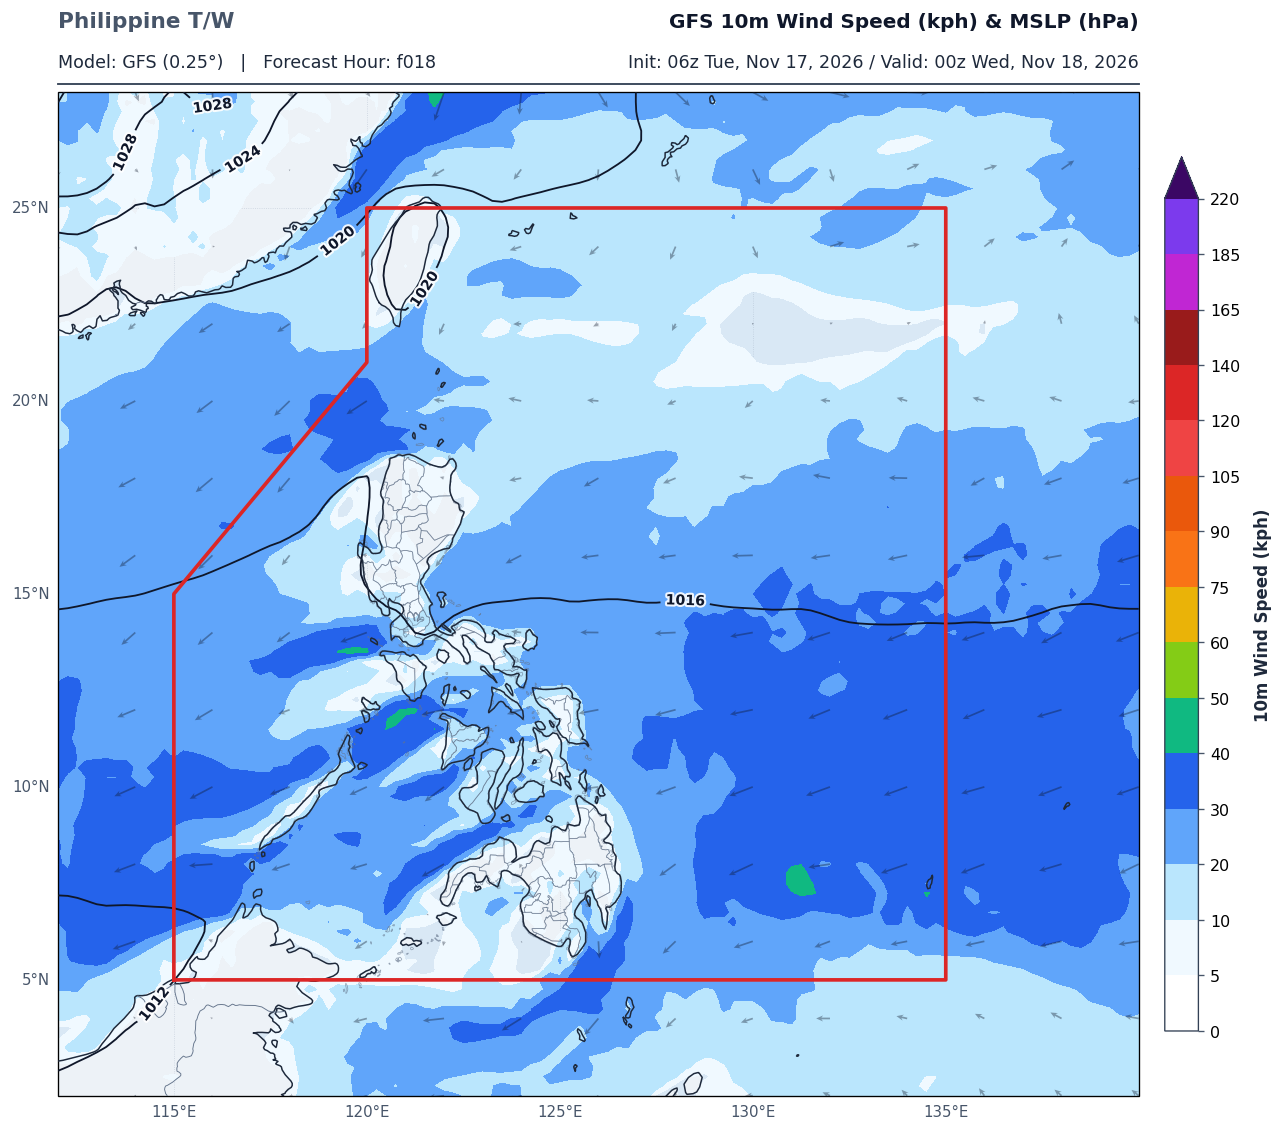 Philippine T/W
GFS 10m Wind Speed (kph) & MSLP (hPa)
Model: GFS (0.25°)   |   Forecast Hour: f018
Init: 06z Tue, Nov 17, 2026 / Valid: 00z Wed, Nov 18, 2026
1028
1028
1024
1020
1020
1016
1012
25°N
20°N
15°N
10°N
5°N
115°E
120°E
125°E
130°E
135°E
220
185
165
140
120
105
90
75
60
50
40
30
20
10
5
0
10m Wind Speed (kph)